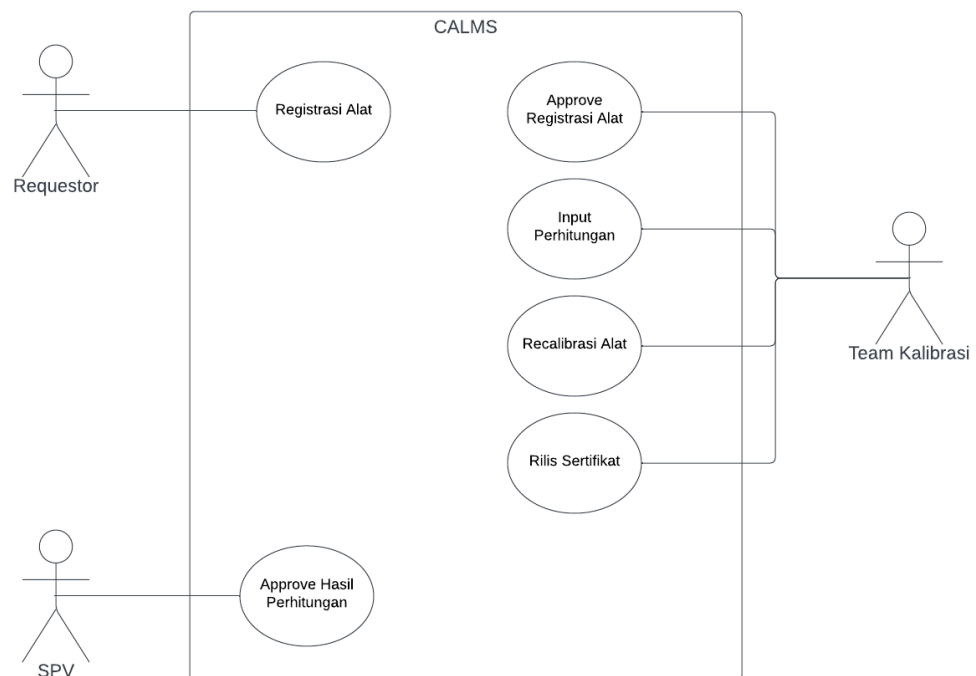 CALMS
Requestor
Registrasi Alat
Approve
Registrasi Alat
Input
Perhitungan
Recalibrasi Alat
Rilis Sertifikat
Team Kalibrasi
Approve Hasil
Perhitungan
SPV